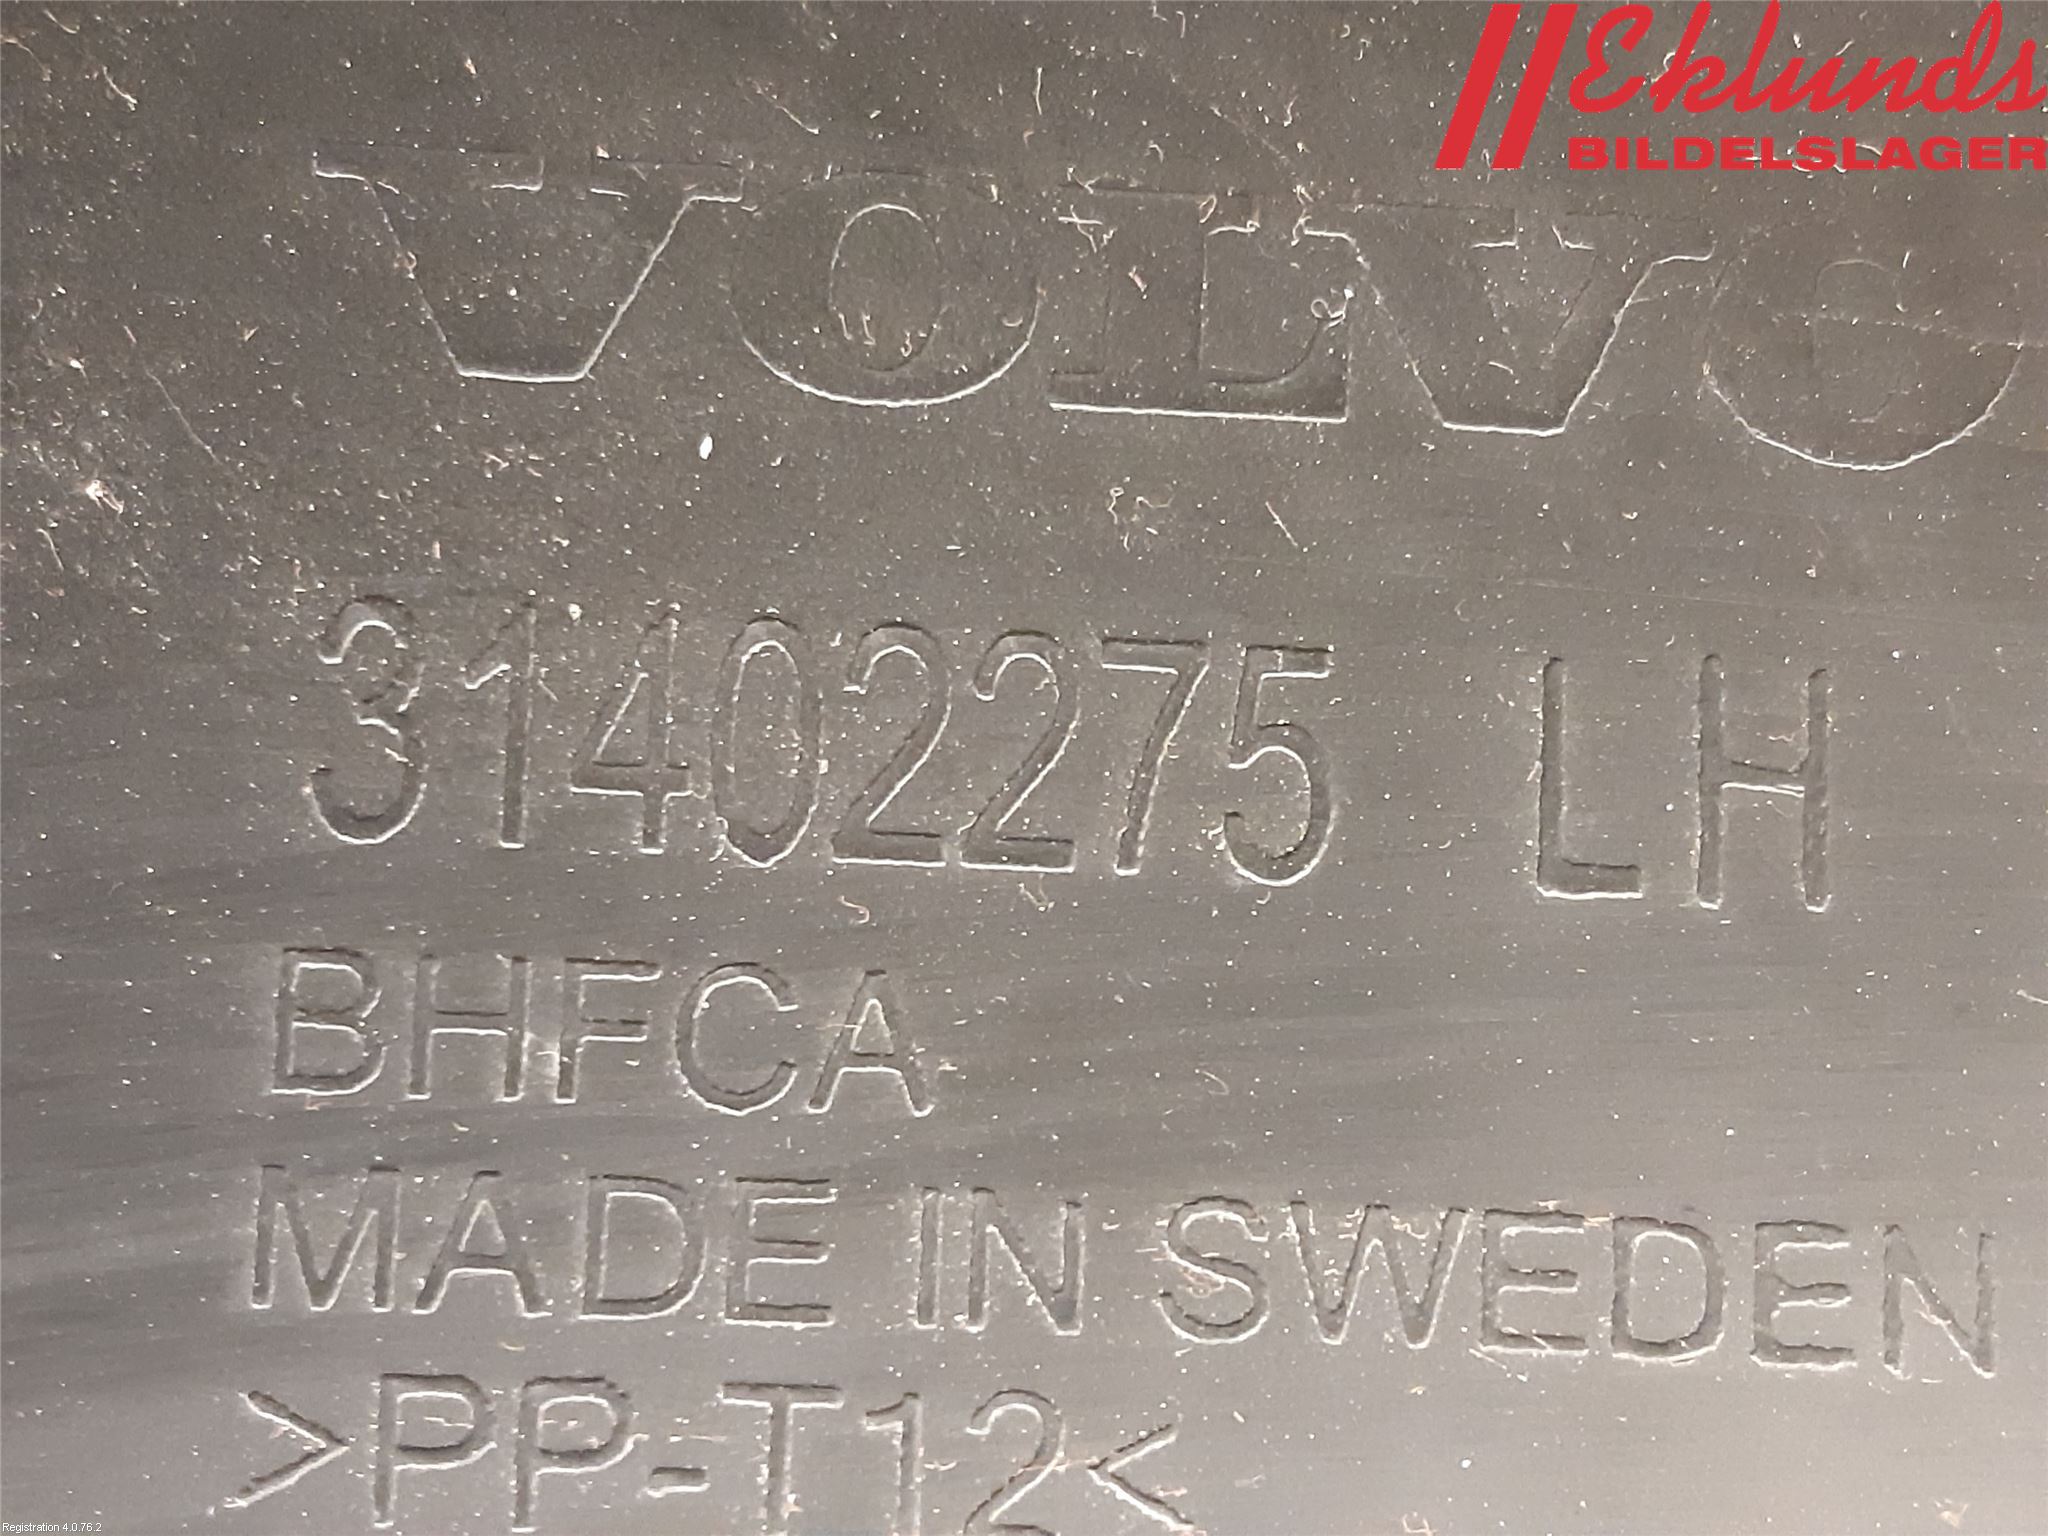 Eklunds
BILDELSLAGER
VOLVO
31402275 LH
BHFCA
MADE IN SWEDEN
>PP-T12<
Registration 4.0.76.2